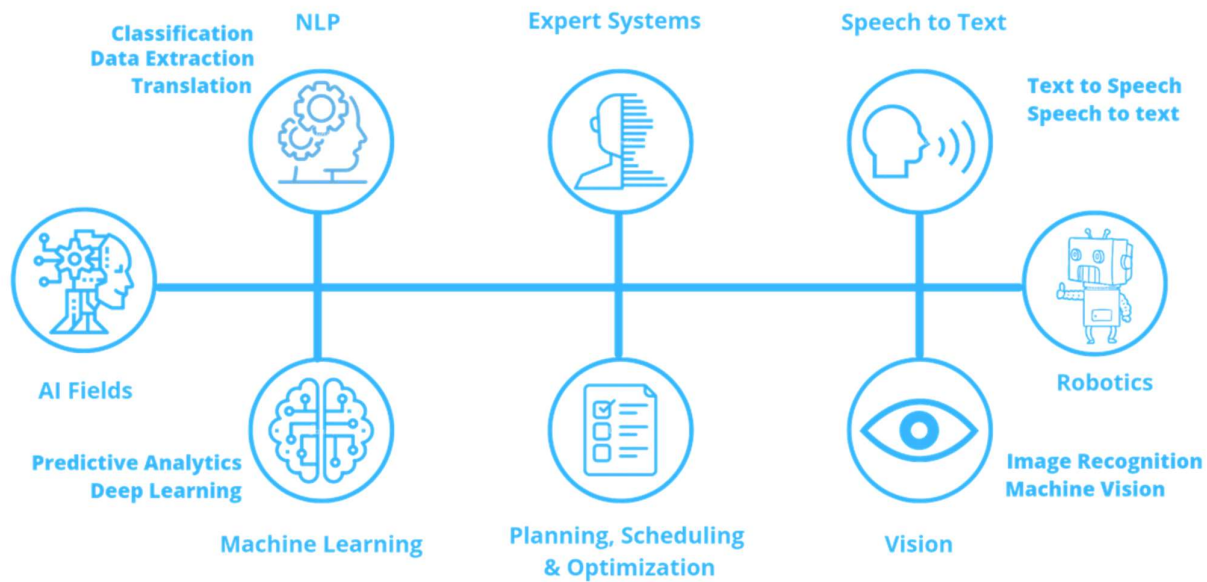 NLP
Classification
Data Extraction
Translation
Expert Systems
Speech to Text
Text to Speech
Speech to text
AI Fields
Robotics
Predictive Analytics
Deep Learning
Machine Learning
Planning, Scheduling
& Optimization
Image Recognition
Machine Vision
Vision